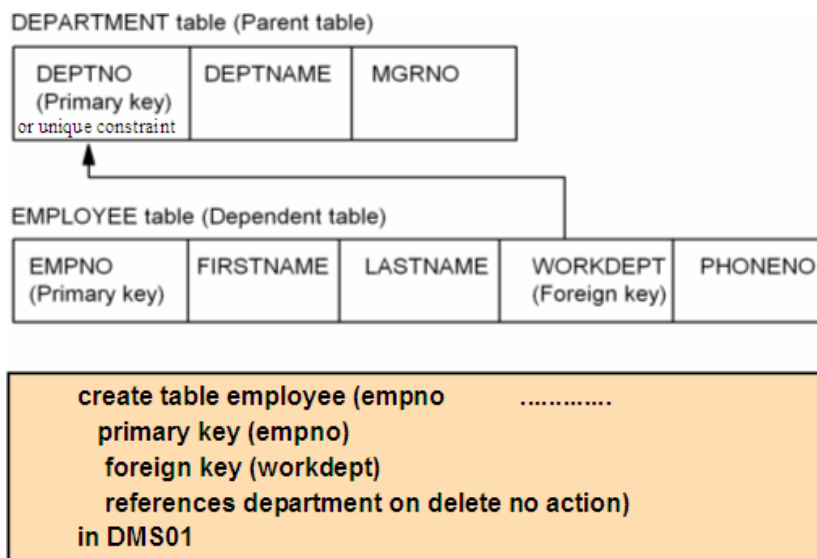 DEPARTMENT table (Parent table)
DEPTNO DEPTNAME MGRNO
(Primary key)
or unique constraint
EMPLOYEE table (Dependent table)
EMPNO FIRSTNAME LASTNAME WORKDEPT PHONENO
(Primary key) (Foreign key)
create table employee (empno .............
primary key (empno)
foreign key (workdept)
references department on delete no action)
in DMS01